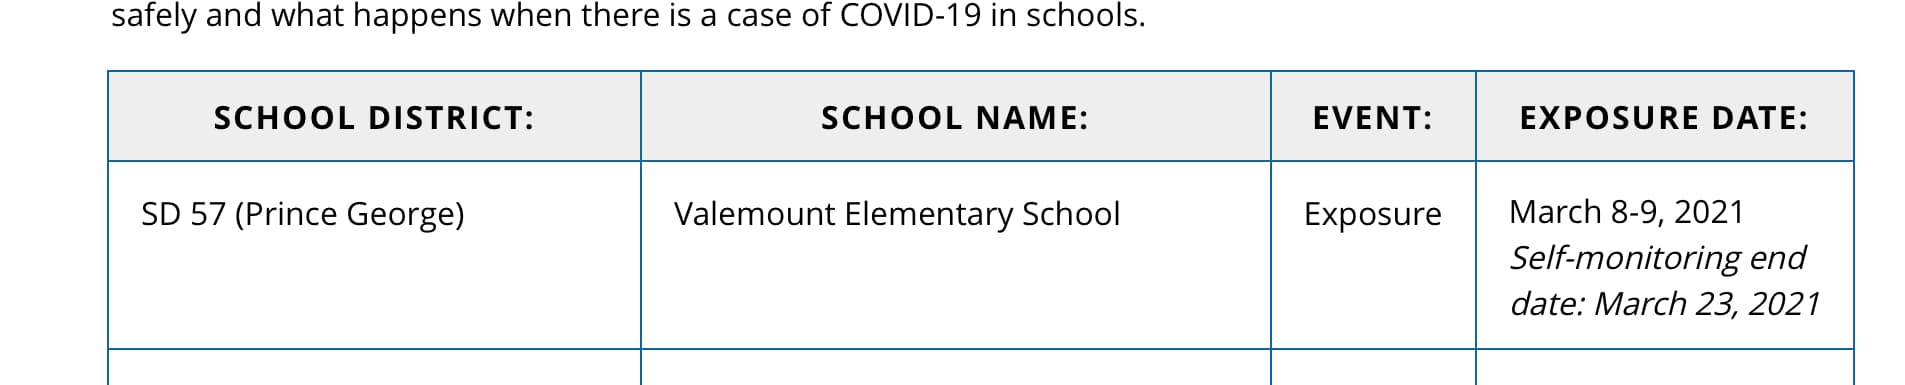 safely and what happens when there is a case of COVID-19 in schools.
SCHOOL DISTRICT: SCHOOL NAME: EVENT: EXPOSURE DATE:
SD 57 (Prince George) Valemount Elementary School Exposure March 8-9, 2021
Self-monitoring end
date: March 23, 2021